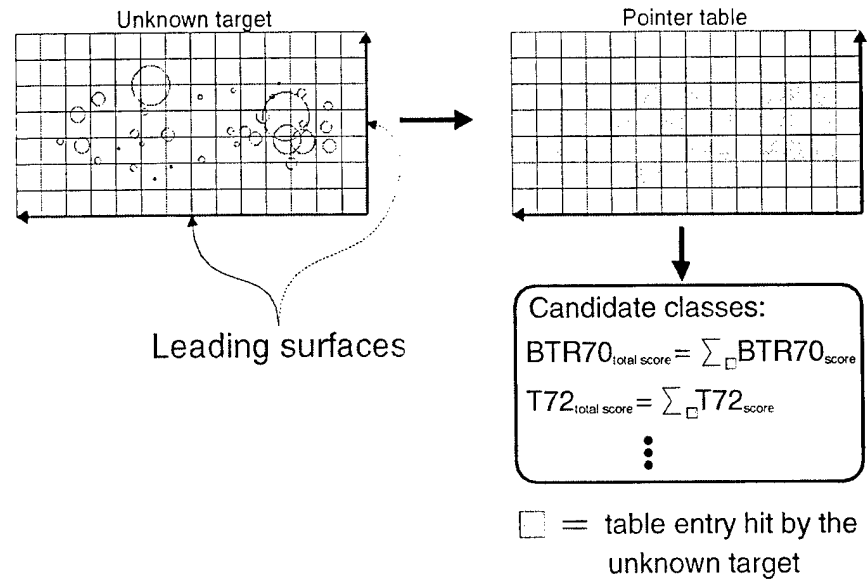 Unknown target
Pointer table
Leading surfaces
Candidate classes:
BTR70total score = ∑□BTR70score
T72total score = ∑□T72score
□ = table entry hit by the
unknown target